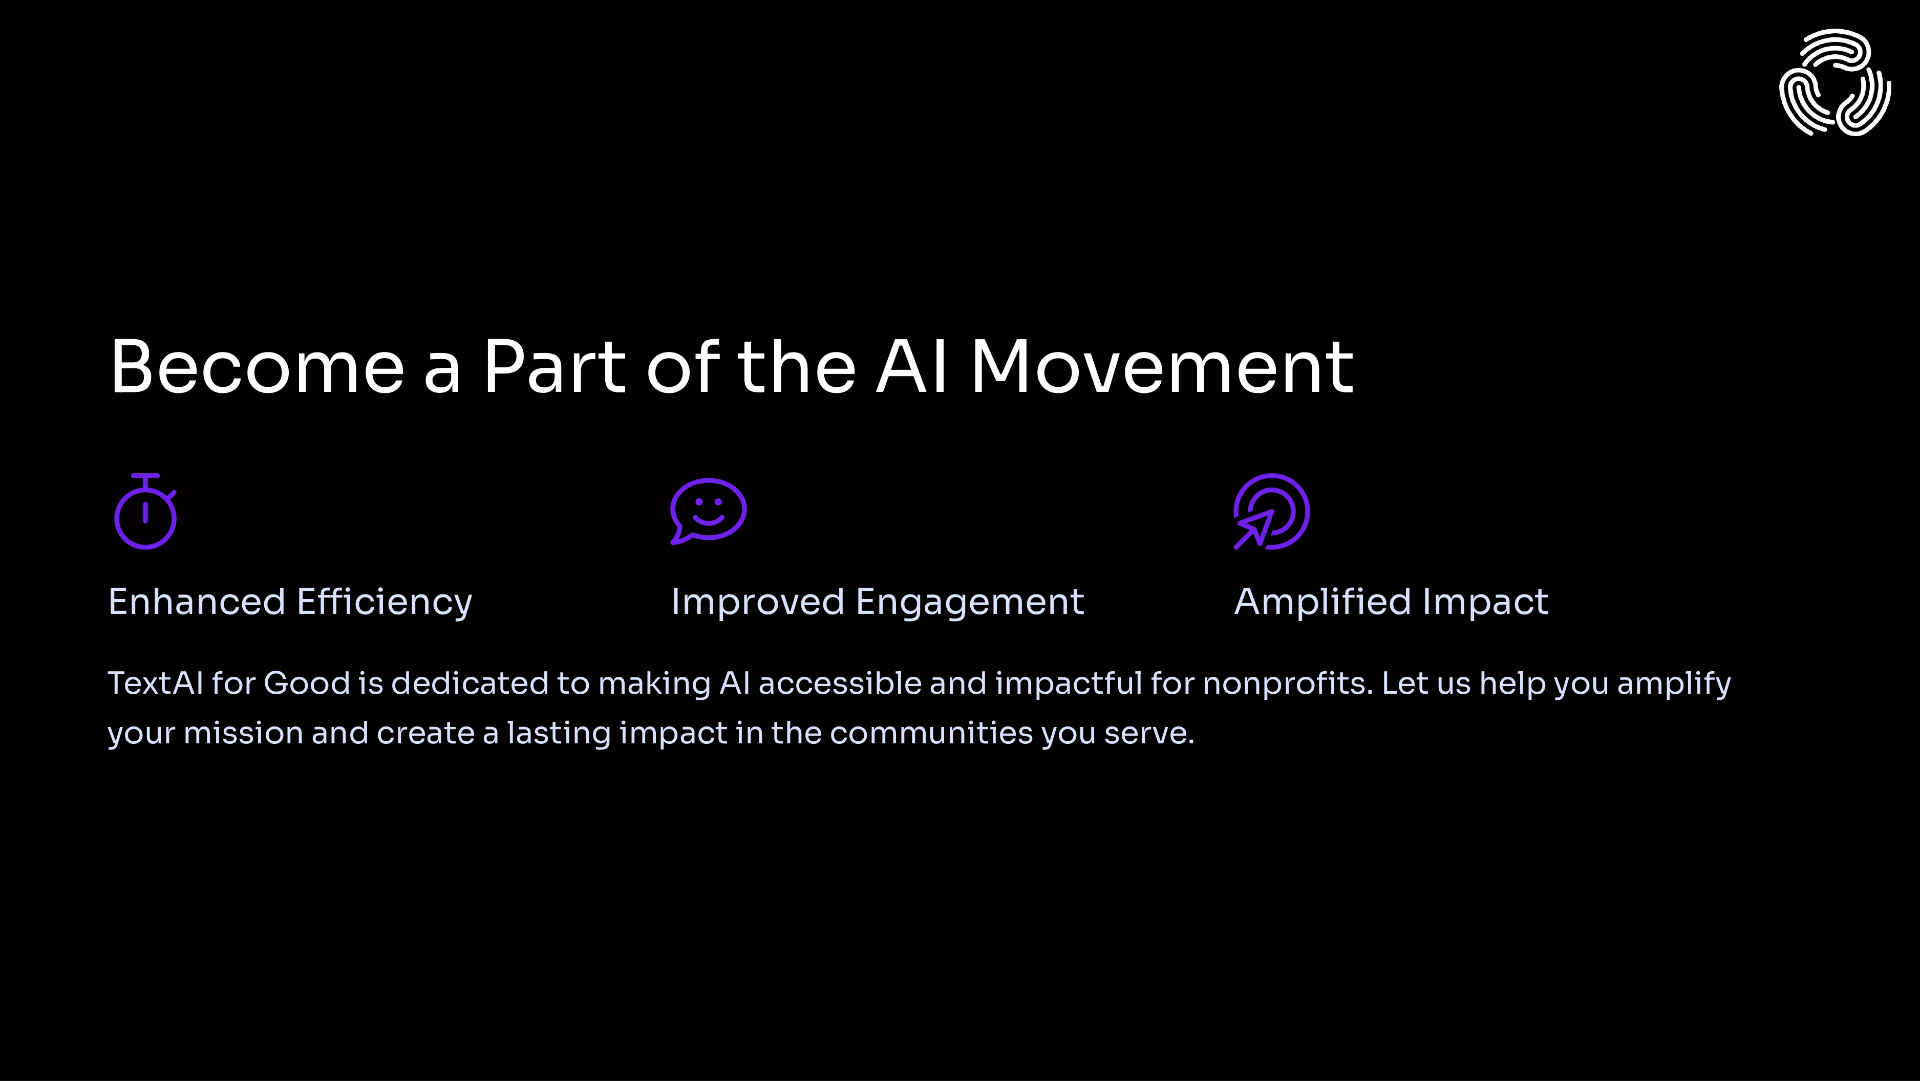 Become a Part of the AI Movement
Enhanced Efficiency
Improved Engagement
Amplified Impact
TextAI for Good is dedicated to making AI accessible and impactful for nonprofits. Let us help you amplify
your mission and create a lasting impact in the communities you serve.